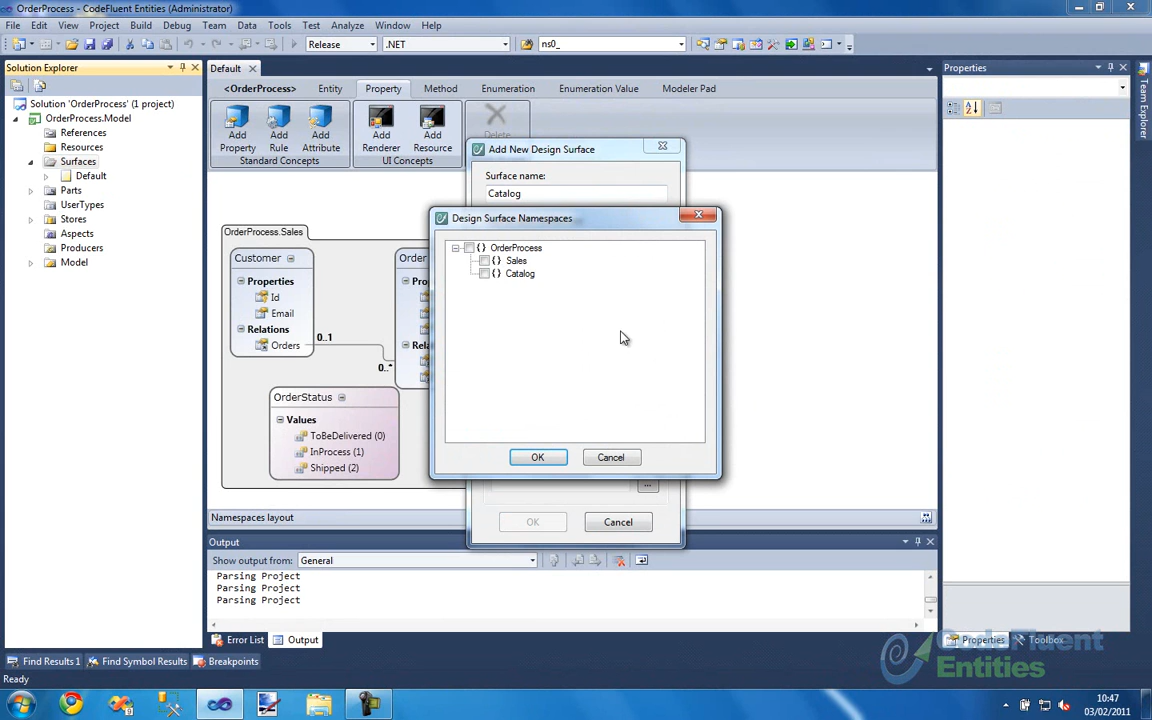 OrderProcess - CodeFluent Entities (Administrator)
File Edit View Project Build Debug Team Data Tools Test Analyze Window Help
Release .NET ns0_
Solution Explorer
Solution 'OrderProcess' (1 project)
OrderProcess.Model
References
Resources
Surfaces
Default
Parts
UserTypes
Stores
Aspects
Producers
Model
Default
<OrderProcess> Entity Property Method Enumeration Enumeration Value Modeler Pad
Add Property
Add Rule
Add Attribute
Standard Concepts
Add Renderer
Add Resource
UI Concepts
Delete
OrderProcess.Sales
Customer
Properties
Id
Email
Relations
Orders
0..1
0..*
Order
OrderStatus
Values
ToBeDelivered (0)
InProcess (1)
Shipped (2)
Namespaces layout
Add New Design Surface
Surface name:
Catalog
Design Surface Namespaces
OrderProcess
Sales
Catalog
OK Cancel
...
OK Cancel
Output
Show output from: General
Parsing Project
Parsing Project
Parsing Project
Error List Output
Properties
Team Explorer
Properties Toolbox
CodeFluent
Entities
Find Results 1 Find Symbol Results Breakpoints
Ready
10:47
03/02/2011